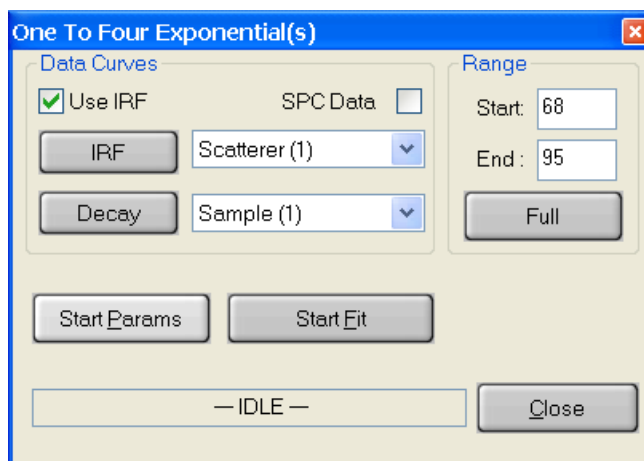 One To Four Exponential(s)
Data Curves
Use IRF
SPC Data
IRF
Scatterer (1)
Decay
Sample (1)
Range
Start:
68
End :
95
Full
Start Params
Start Fit
— IDLE —
Close